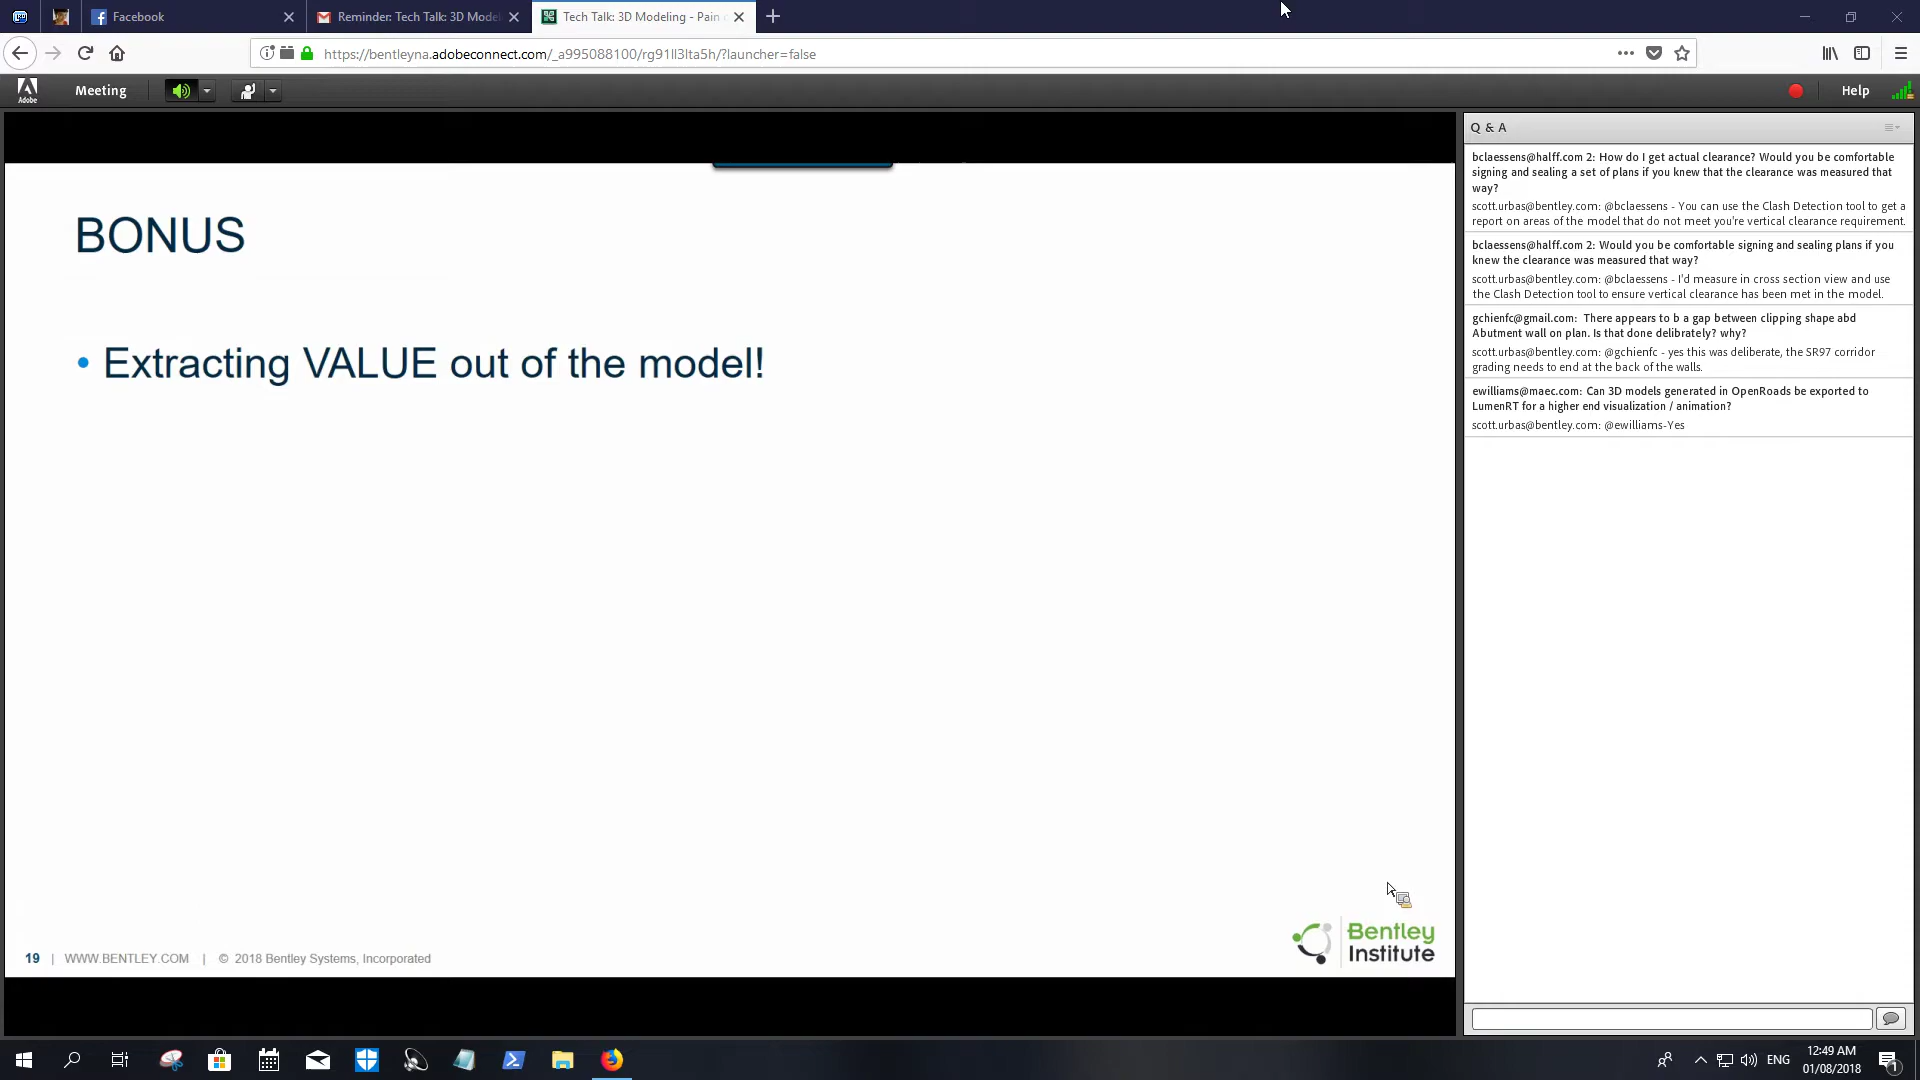 Facebook
Reminder: Tech Talk: 3D Mode
Tech Talk: 3D Modeling - Pain
https://bentleyna.adobeconnect.com/_a995088100/rg91ll3lta5h/?launcher=false
Adobe
Meeting
Help
BONUS
• Extracting VALUE out of the model!
19 | WWW.BENTLEY.COM | © 2018 Bentley Systems, Incorporated
Bentley
Institute
Q & A
bclaessens@halff.com 2: How do I get actual clearance? Would you be comfortable
signing and sealing a set of plans if you knew that the clearance was measured that
way?
scott.urbas@bentley.com: @bclaessens - You can use the Clash Detection tool to get a
report on areas of the model that do not meet you're vertical clearance requirement.
bclaessens@halff.com 2: Would you be comfortable signing and sealing plans if you
knew the clearance was measured that way?
scott.urbas@bentley.com: @bclaessens - I'd measure in cross section view and use
the Clash Detection tool to ensure vertical clearance has been met in the model.
gchienfc@gmail.com: There appears to b a gap between clipping shape abd
Abutment wall on plan. Is that done delibrately? why?
scott.urbas@bentley.com: @gchienfc - yes this was deliberate, the SR97 corridor
grading needs to end at the back of the walls.
ewilliams@maec.com: Can 3D models generated in OpenRoads be exported to
LumenRT for a higher end visualization / animation?
scott.urbas@bentley.com: @ewilliams-Yes
ENG
12:49 AM
01/08/2018
1